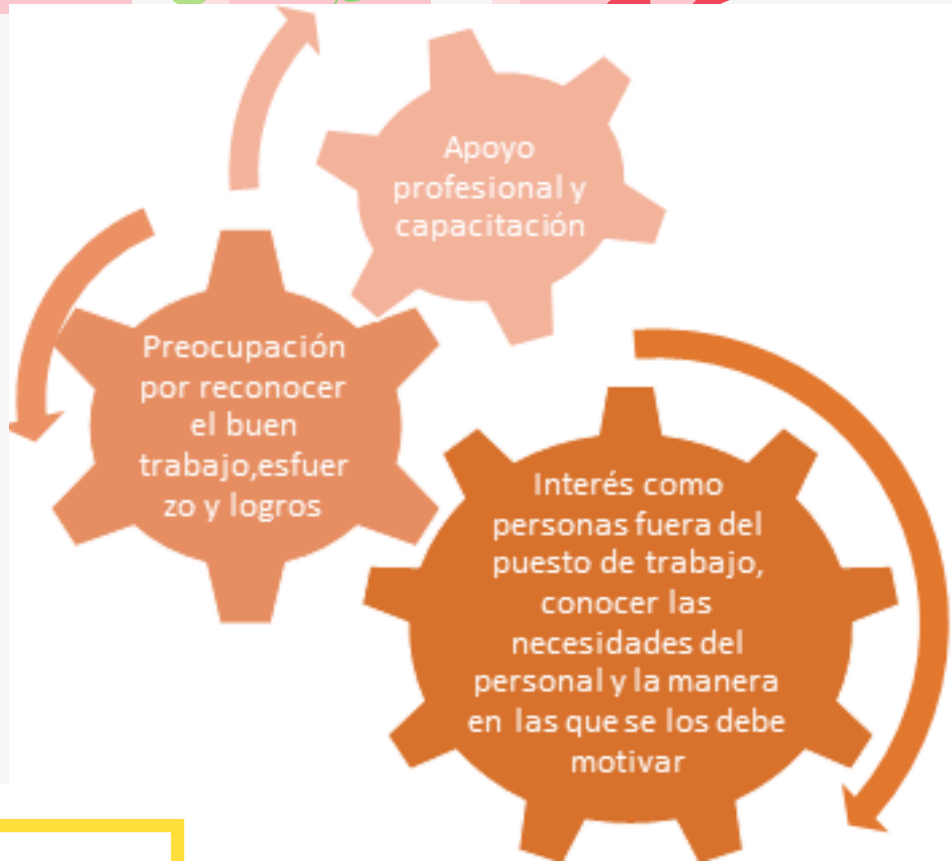 Apoyo
profesional y
capacitación
Preocupación
por reconocer
el buen
trabajo,esfuer
zo y logros
Interés como
personas fuera del
puesto de trabajo,
conocer las
necesidades del
personal y la manera
en las que se los debe
motivar